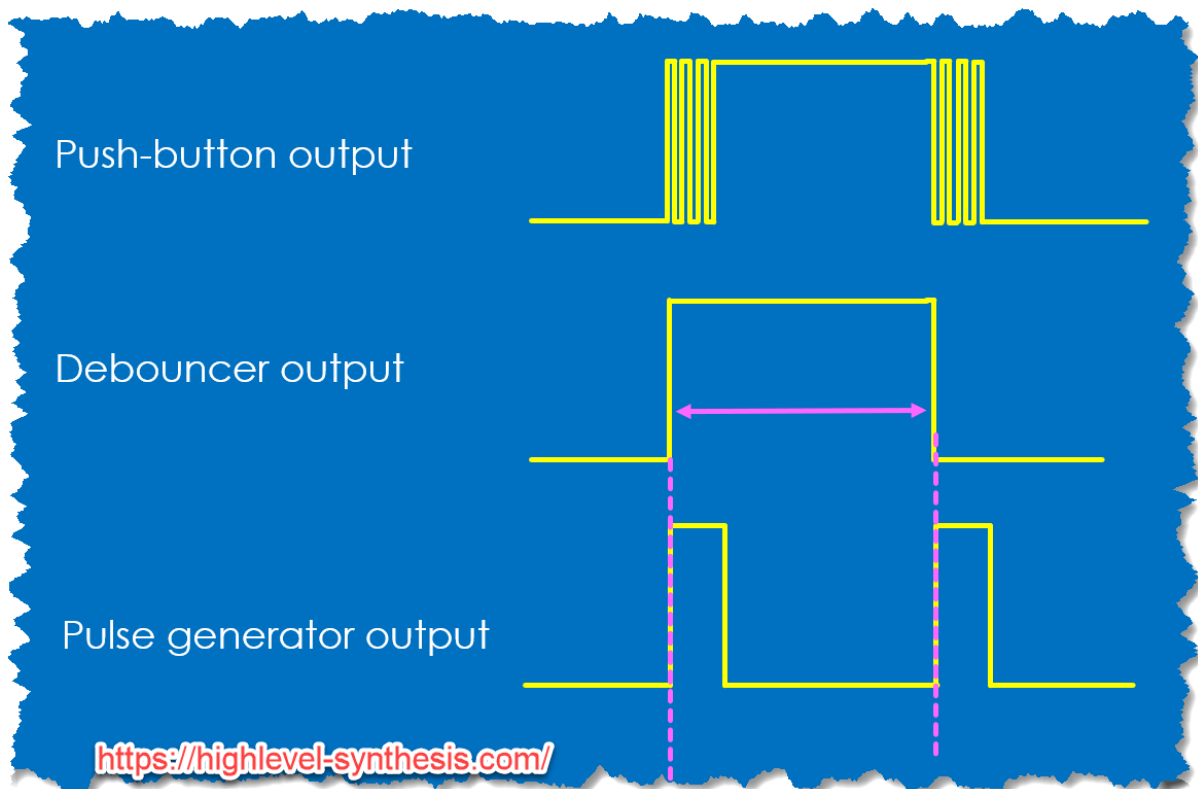 Push-button output
Debouncer output
Pulse generator output
https://highlevel-synthesis.com/